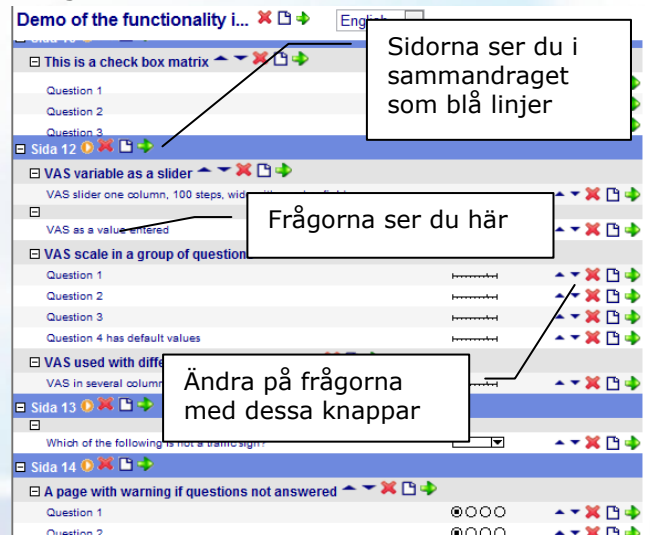 Demo of the functionality i...
English
Sidorna ser du i
sammandraget
som blå linjer
This is a check box matrix
Question 1
Question 2
Question 3
Sida 12
VAS variable as a slider
VAS slider one column, 100 steps,
Frågorna ser du här
VAS as a value entered
VAS scale in a group of question
Question 1
Question 2
Question 3
Question 4 has default values
VAS used with diffe
VAS in several colum
Ändra på frågorna
med dessa knappar
Sida 13
Which of the following is not a traffic sign?
Sida 14
A page with warning if questions not answered
Question 1
Question 2